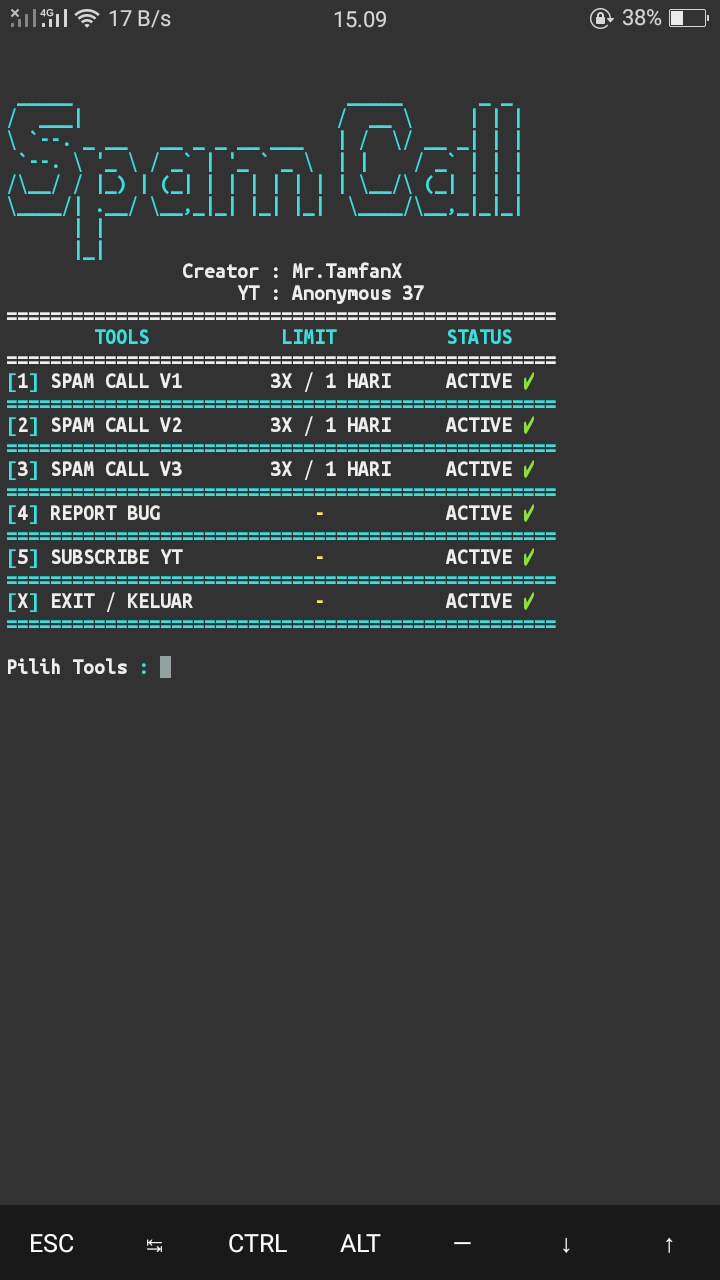 4G 17 B/s 15.09 38%
Spam Call
Creator : Mr.TamfanX
YT : Anonymous 37
==================================================
TOOLS LIMIT STATUS
==================================================
[1] SPAM CALL V1 3X / 1 HARI ACTIVE ✔
==================================================
[2] SPAM CALL V2 3X / 1 HARI ACTIVE ✔
==================================================
[3] SPAM CALL V3 3X / 1 HARI ACTIVE ✔
==================================================
[4] REPORT BUG - ACTIVE ✔
==================================================
[5] SUBSCRIBE YT - ACTIVE ✔
==================================================
[X] EXIT / KELUAR - ACTIVE ✔
==================================================
Pilih Tools :
ESC ↹ CTRL ALT — ↓ ↑